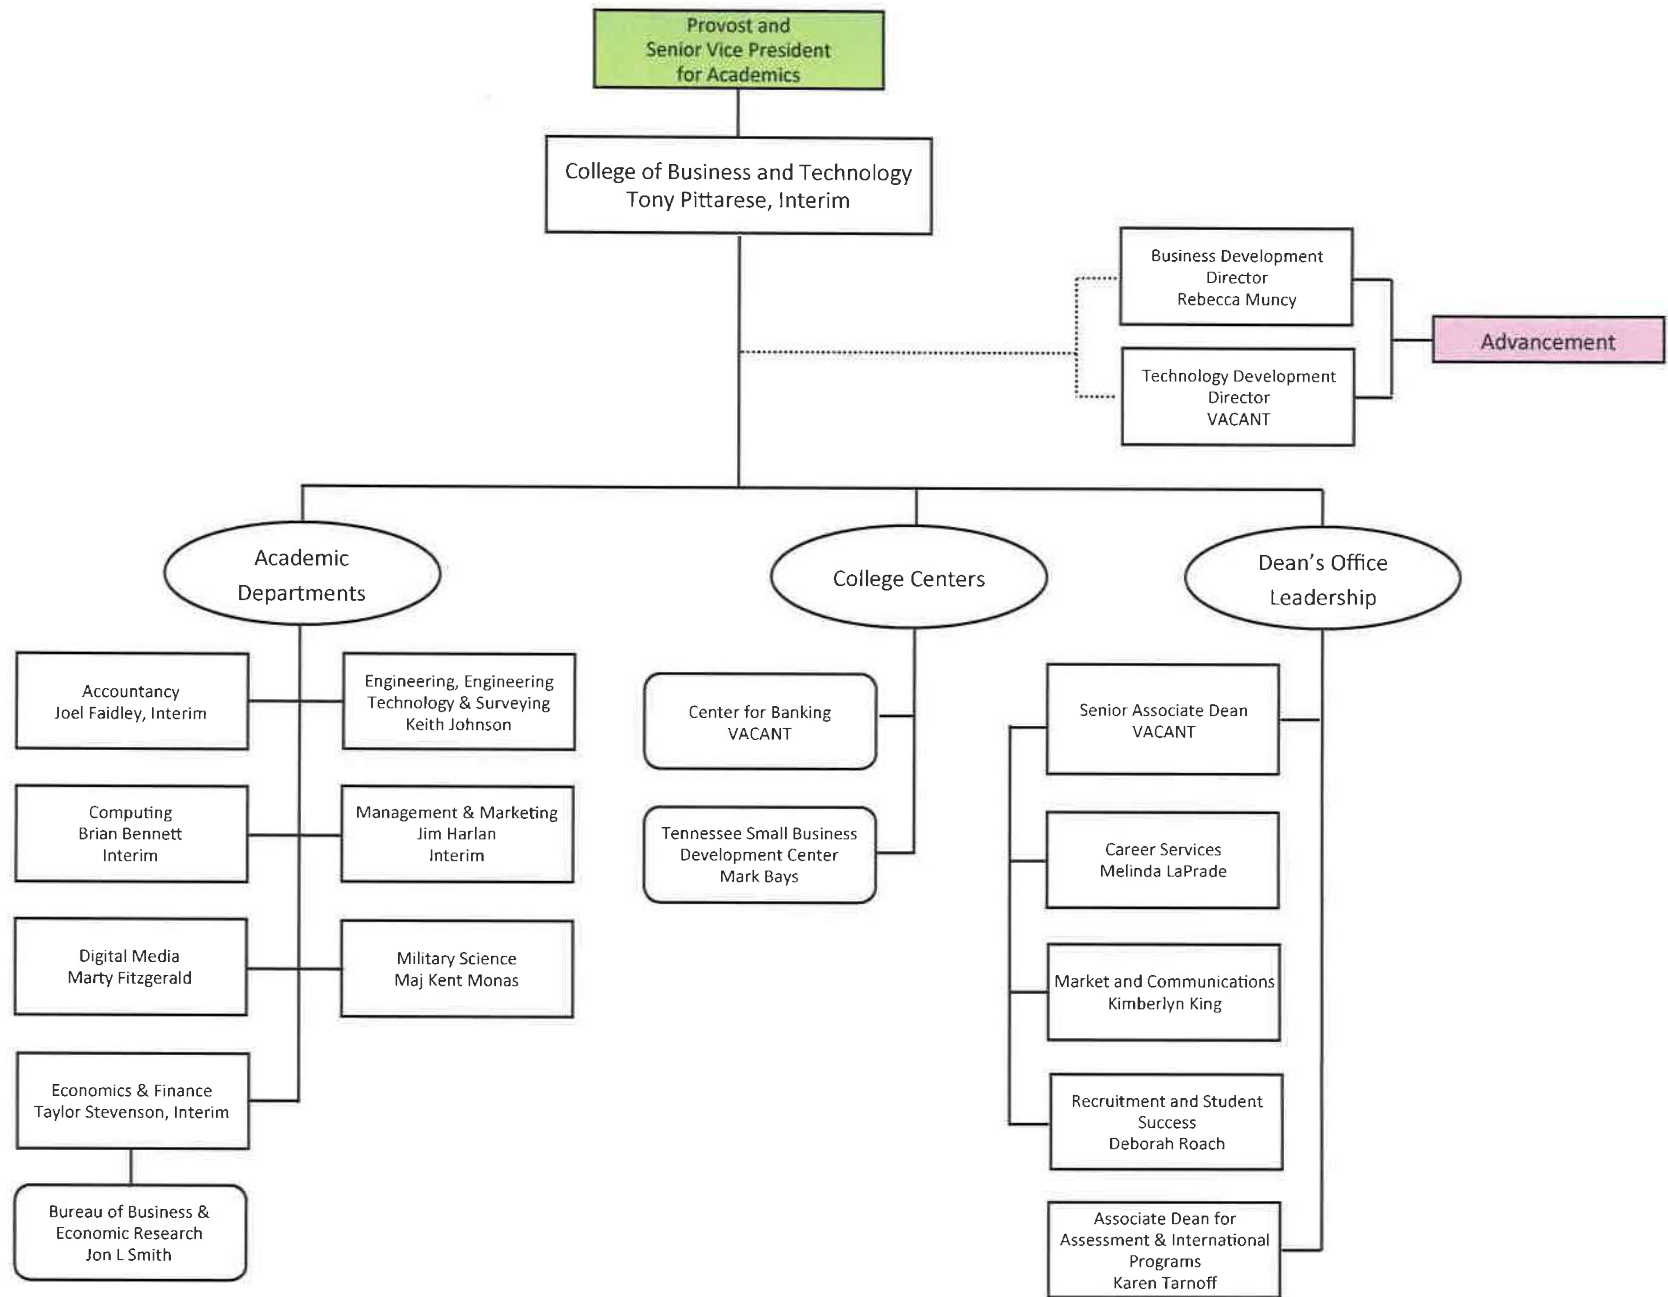 Provost and
Senior Vice President
for Academics
College of Business and Technology
Tony Pittarese, Interim
Business Development
Director
Rebecca Muncy
Advancement
Technology Development
Director
VACANT
Academic
Departments
College Centers
Dean's Office
Leadership
Accountancy
Joel Faidley, Interim
Engineering, Engineering
Technology & Surveying
Keith Johnson
Computing
Brian Bennett
Interim
Management & Marketing
Jim Harlan
Interim
Digital Media
Marty Fitzgerald
Military Science
Maj Kent Monas
Economics & Finance
Taylor Stevenson, Interim
Bureau of Business &
Economic Research
Jon L Smith
Center for Banking
VACANT
Tennessee Small Business
Development Center
Mark Bays
Senior Associate Dean
VACANT
Career Services
Melinda LaPrade
Market and Communications
Kimberlyn King
Recruitment and Student
Success
Deborah Roach
Associate Dean for
Assessment & International
Programs
Karen Tarnoff